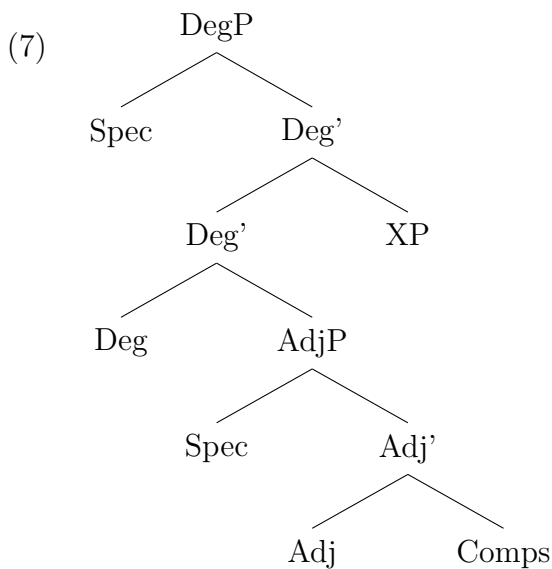 (7) DegP
Spec Deg’
Deg’ XP
Deg AdjP
Spec Adj’
Adj Comps